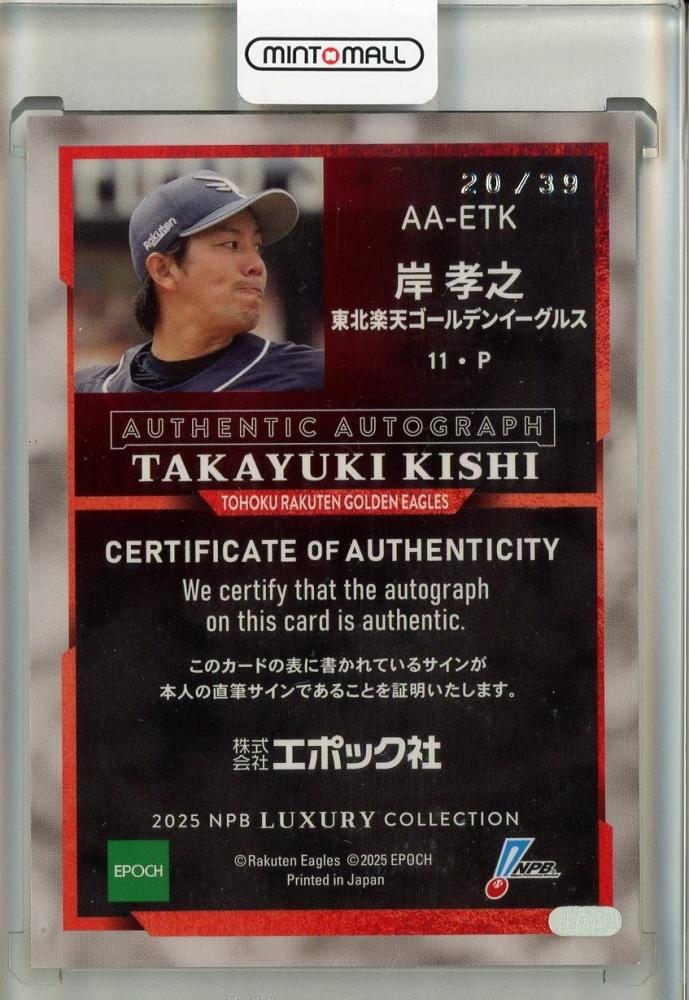 MINT MALL
20/39
AA-ETK
岸 孝之
東北楽天ゴールデンイーグルス
11・P
Rakuten
AUTHENTIC AUTOGRAPH
TAKAYUKI KISHI
TOHOKU RAKUTEN GOLDEN EAGLES
CERTIFICATE OF AUTHENTICITY
We certify that the autograph
on this card is authentic.
このカードの表に書かれているサインが
本人の直筆サインであることを証明いたします。
株式会社エポック社
2025 NPB LUXURY COLLECTION
EPOCH
©Rakuten Eagles ©2025 EPOCH
Printed in Japan
NPB